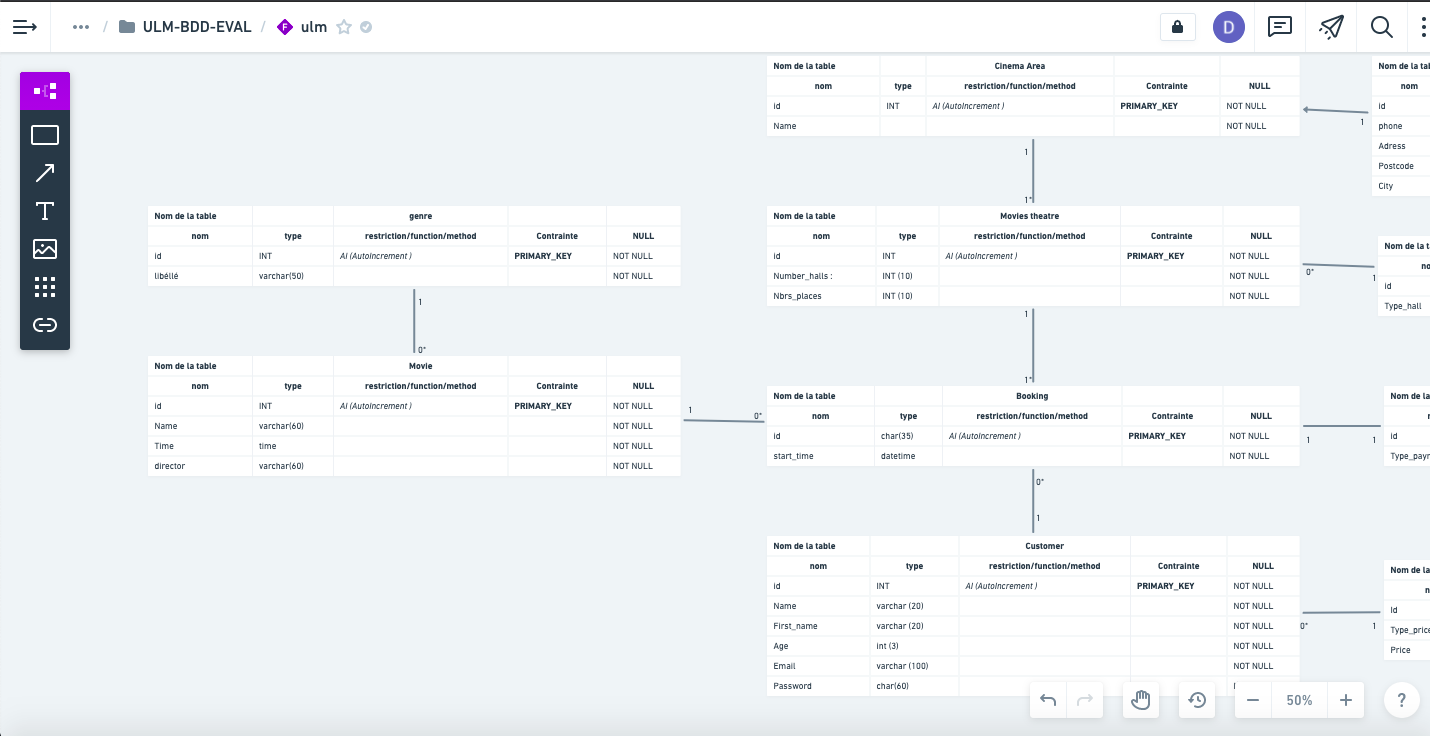 ULM-BDD-EVAL / ulm
D
Nom de la table Cinema Area
nom type restriction/function/method Contrainte NULL
id INT AI (AutoIncrement ) PRIMARY_KEY NOT NULL
Name NOT NULL
1
1*
Nom de la
nom
id
phone
Adress
Postcode
City
1
Nom de la table genre
nom type restriction/function/method Contrainte NULL
id INT AI (AutoIncrement ) PRIMARY_KEY NOT NULL
libéllé varchar(50) NOT NULL
1
0*
Nom de la table Movies theatre
nom type restriction/function/method Contrainte NULL
id INT AI (AutoIncrement ) PRIMARY_KEY NOT NULL
Number_halls : INT (10) NOT NULL
Nbrs_places INT (10) NOT NULL
0* 1
1
1*
Nom de la
id
Type_hall
Nom de la table Movie
nom type restriction/function/method Contrainte NULL
id INT AI (AutoIncrement ) PRIMARY_KEY NOT NULL
Name varchar(60) NOT NULL
Time time NOT NULL
director varchar(60) NOT NULL
1 0*
Nom de la table Booking
nom type restriction/function/method Contrainte NULL
id char(35) AI (AutoIncrement ) PRIMARY_KEY NOT NULL
start_time datetime NOT NULL
1 1
0*
1
Nom de la
id
Nom de la table Customer
nom type restriction/function/method Contrainte NULL
id INT AI (AutoIncrement ) PRIMARY_KEY NOT NULL
Name varchar (20) NOT NULL
First_name varchar (20) NOT NULL
Age int (3) NOT NULL
Email varchar (100) NOT NULL
Password char(60)
0* 1
Nom de la
Id
Type_price
Price
50%
?